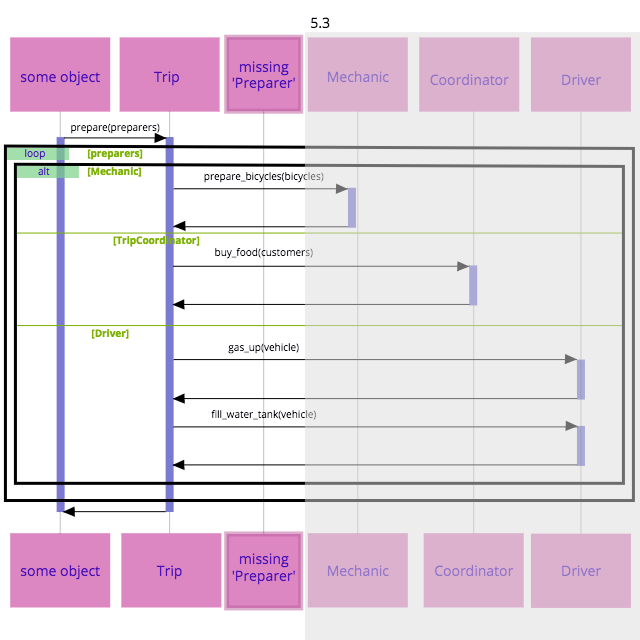 5.3
some object
Trip
missing
'Preparer'
Mechanic
Coordinator
Driver
prepare(preparers)
loop
[preparers]
alt
[Mechanic]
prepare_bicycles(bicycles)
[TripCoordinator]
buy_food(customers)
[Driver]
gas_up(vehicle)
fill_water_tank(vehicle)
some object
Trip
missing
'Preparer'
Mechanic
Coordinator
Driver